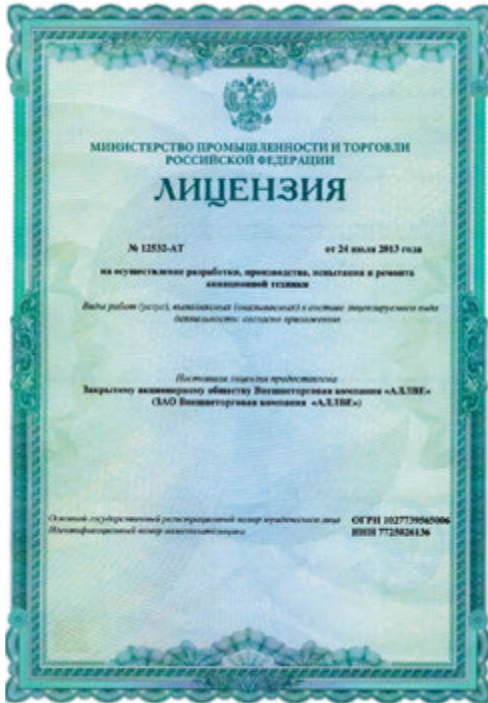 МИНИСТЕРСТВО ПРОМЫШЛЕННОСТИ И ТОРГОВЛИ
РОССИЙСКОЙ ФЕДЕРАЦИИ
ЛИЦЕНЗИЯ
№ 12532-АТ от 24 июля 2013 года
на осуществление разработки, производства, испытания и ремонта
авиационной техники
Виды работ (услуг), выполняемых (оказываемых) в составе лицензируемого вида
деятельности: согласно приложению
Настоящая лицензия предоставлена
Закрытому акционерному обществу Внешнеторговая компания «АЛЛВЕ»
(ЗАО Внешнеторговая компания «АЛЛВЕ»)
Основной государственный регистрационный номер юридического лица ОГРН 1027739565006
Идентификационный номер налогоплательщика ИНН 7725026136